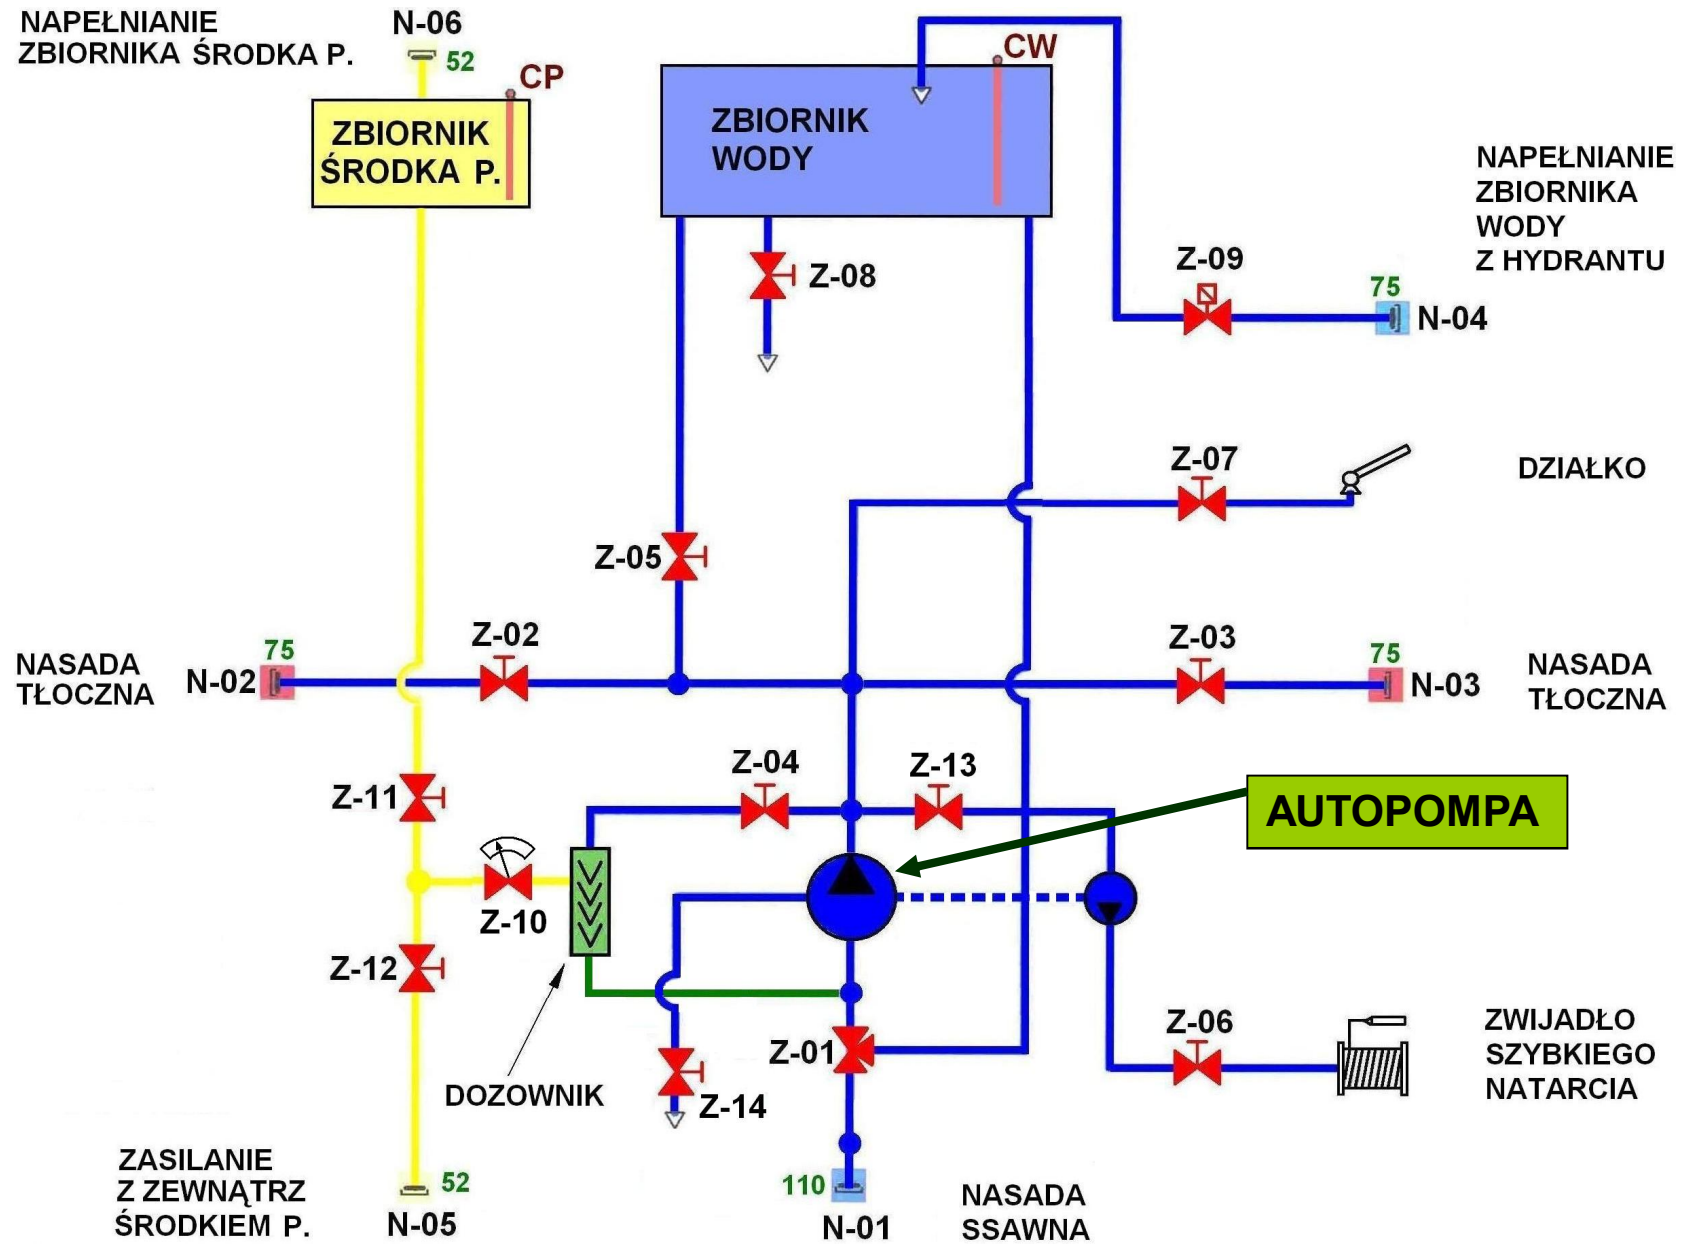 NAPEŁNIANIE
ZBIORNIKA ŚRODKA P.
N-06
52
CP
ZBIORNIK
ŚRODKA P.
CW
ZBIORNIK
WODY
NAPEŁNIANIE
ZBIORNIKA
WODY
Z HYDRANTU
Z-08
Z-09
75
N-04
Z-07
DZIAŁKO
Z-05
Z-02
75
NASADA
TŁOCZNA
N-02
Z-03
75
N-03
NASADA
TŁOCZNA
Z-04
Z-13
Z-11
AUTOPOMPA
Z-10
Z-12
Z-01
Z-06
ZWIJADŁO
SZYBKIEGO
NATARCIA
DOZOWNIK
Z-14
ZASILANIE
Z ZEWNĄTRZ
ŚRODKIEM P.
52
N-05
110
N-01
NASADA
SSAWNA